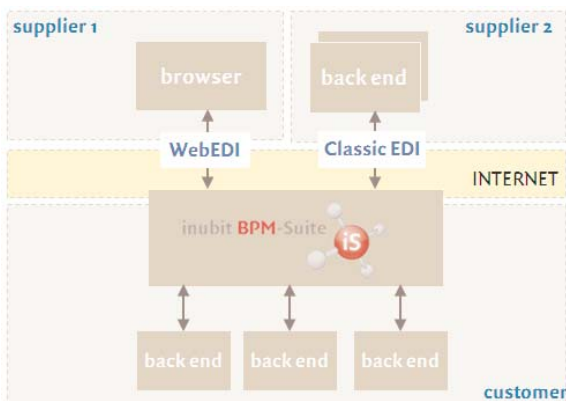 supplier 1
supplier 2
browser
back end
WebEDI
Classic EDI
INTERNET
inubit BPM-Suite
iS
back end
back end
back end
customer